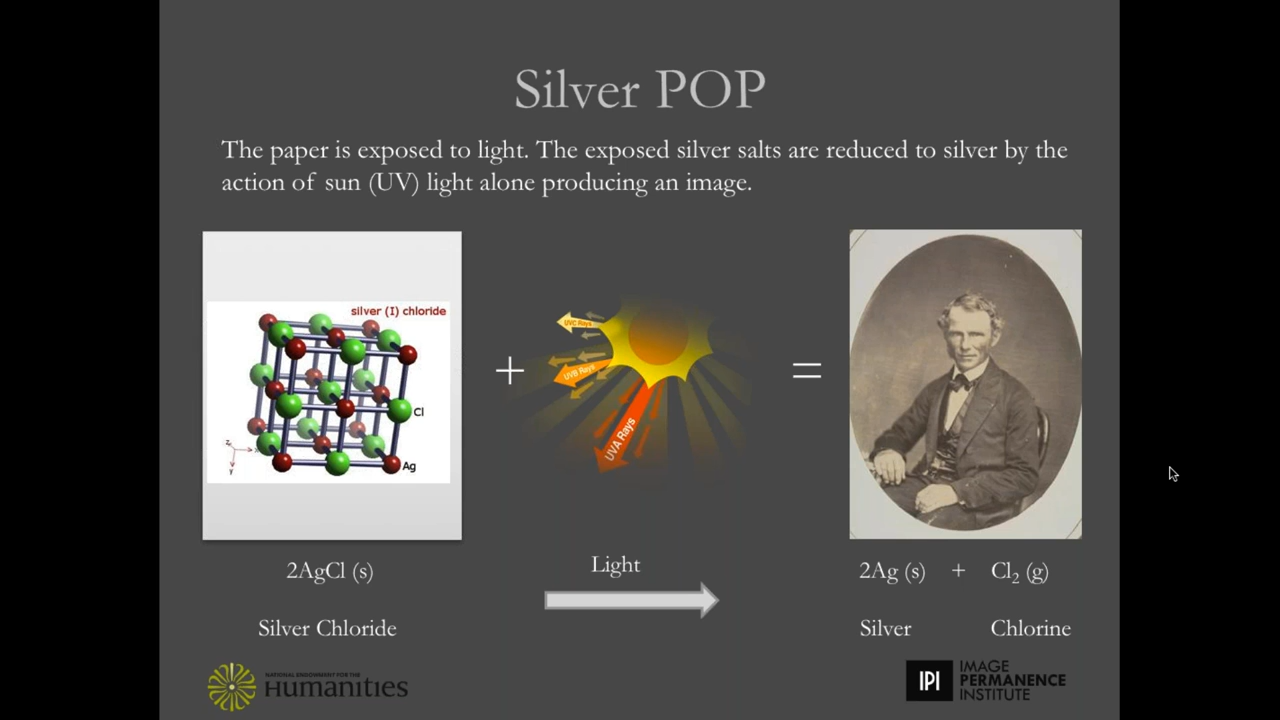 Silver POP
The paper is exposed to light. The exposed silver salts are reduced to silver by the
action of sun (UV) light alone producing an image.
silver (I) chloride
Cl
Ag
UVC Rays
UVB Rays
UVA Rays
+
=
Light
2AgCl (s)
2Ag (s) + Cl₂ (g)
Silver Chloride
Silver Chlorine
NATIONAL ENDOWMENT FOR THE
Humanities
IPI
IMAGE
PERMANENCE
INSTITUTE